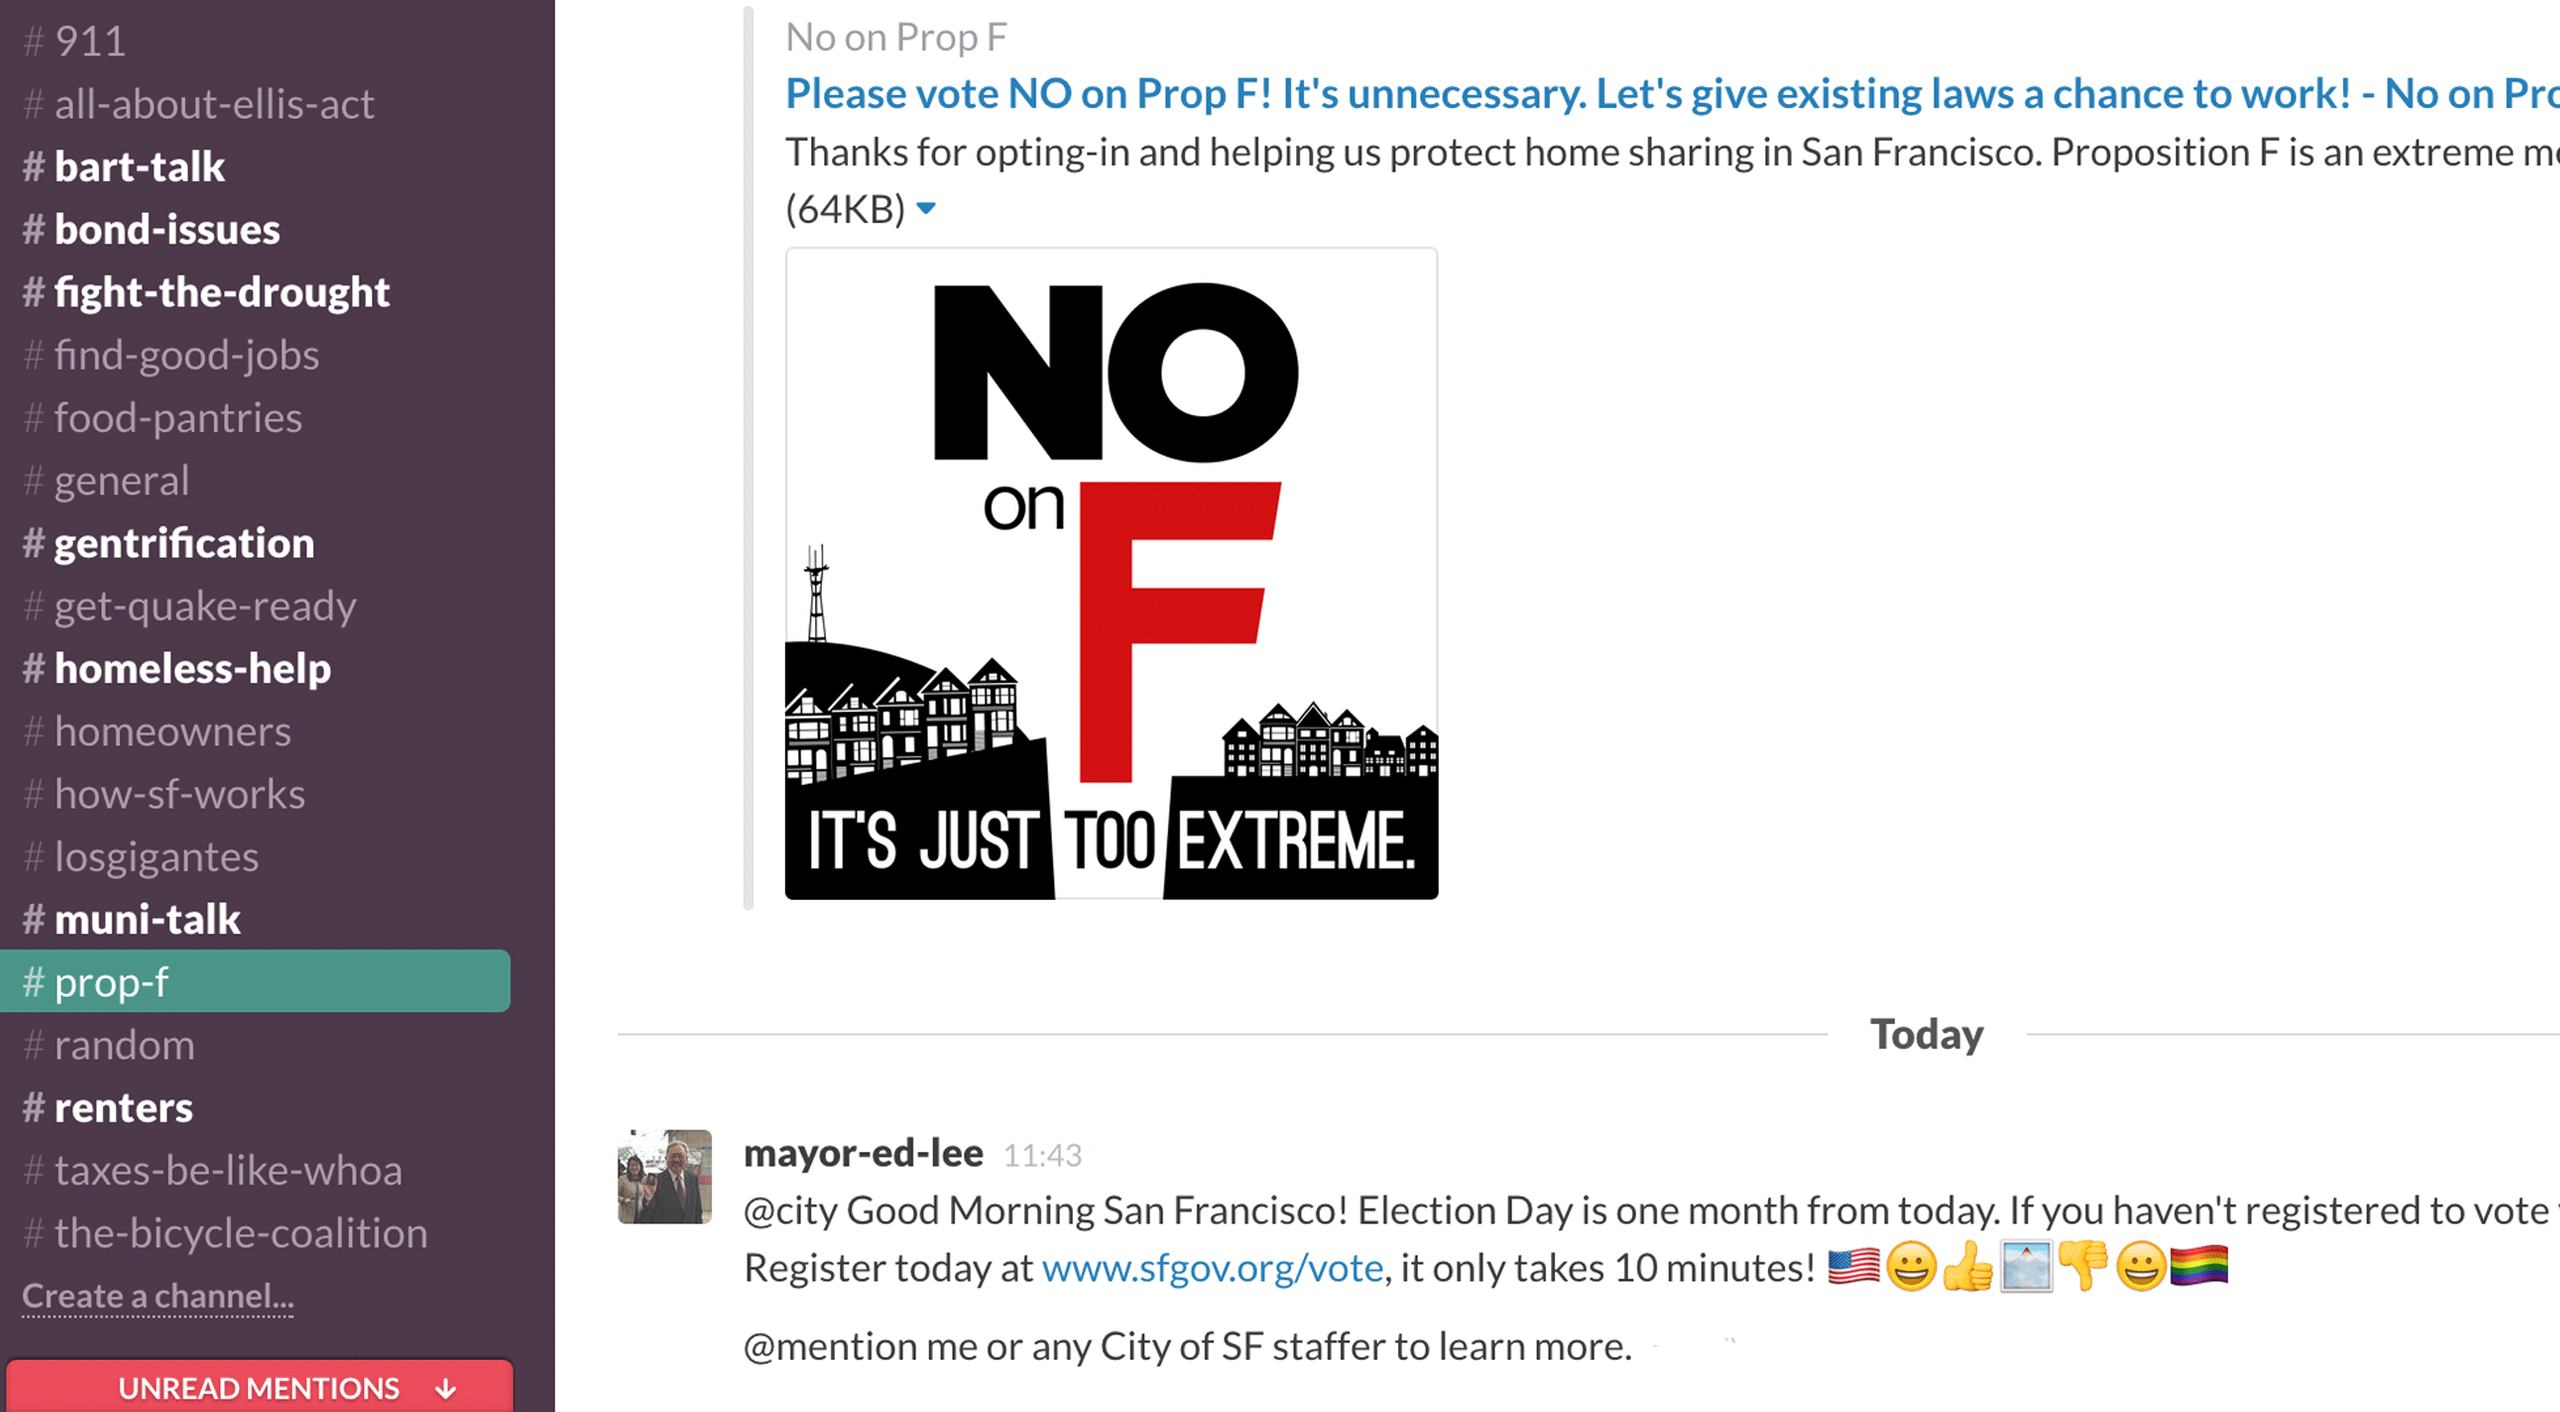 # 911
# all-about-ellis-act
# bart-talk
# bond-issues
# fight-the-drought
# find-good-jobs
# food-pantries
# general
# gentrification
# get-quake-ready
# homeless-help
# homeowners
# how-sf-works
# losgigantes
# muni-talk
# prop-f
# random
# renters
# taxes-be-like-whoa
# the-bicycle-coalition
Create a channel...
UNREAD MENTIONS ↓
No on Prop F
Please vote NO on Prop F! It's unnecessary. Let's give existing laws a chance to work! - No on Pro
Thanks for opting-in and helping us protect home sharing in San Francisco. Proposition F is an extreme me
(64KB)
NO
on F
IT'S JUST TOO EXTREME.
Today
mayor-ed-lee 11:43
@city Good Morning San Francisco! Election Day is one month from today. If you haven't registered to vote
Register today at www.sfgov.org/vote, it only takes 10 minutes! 🇺🇸😀👍🗻👎😀🏳️‍🌈
@mention me or any City of SF staffer to learn more.